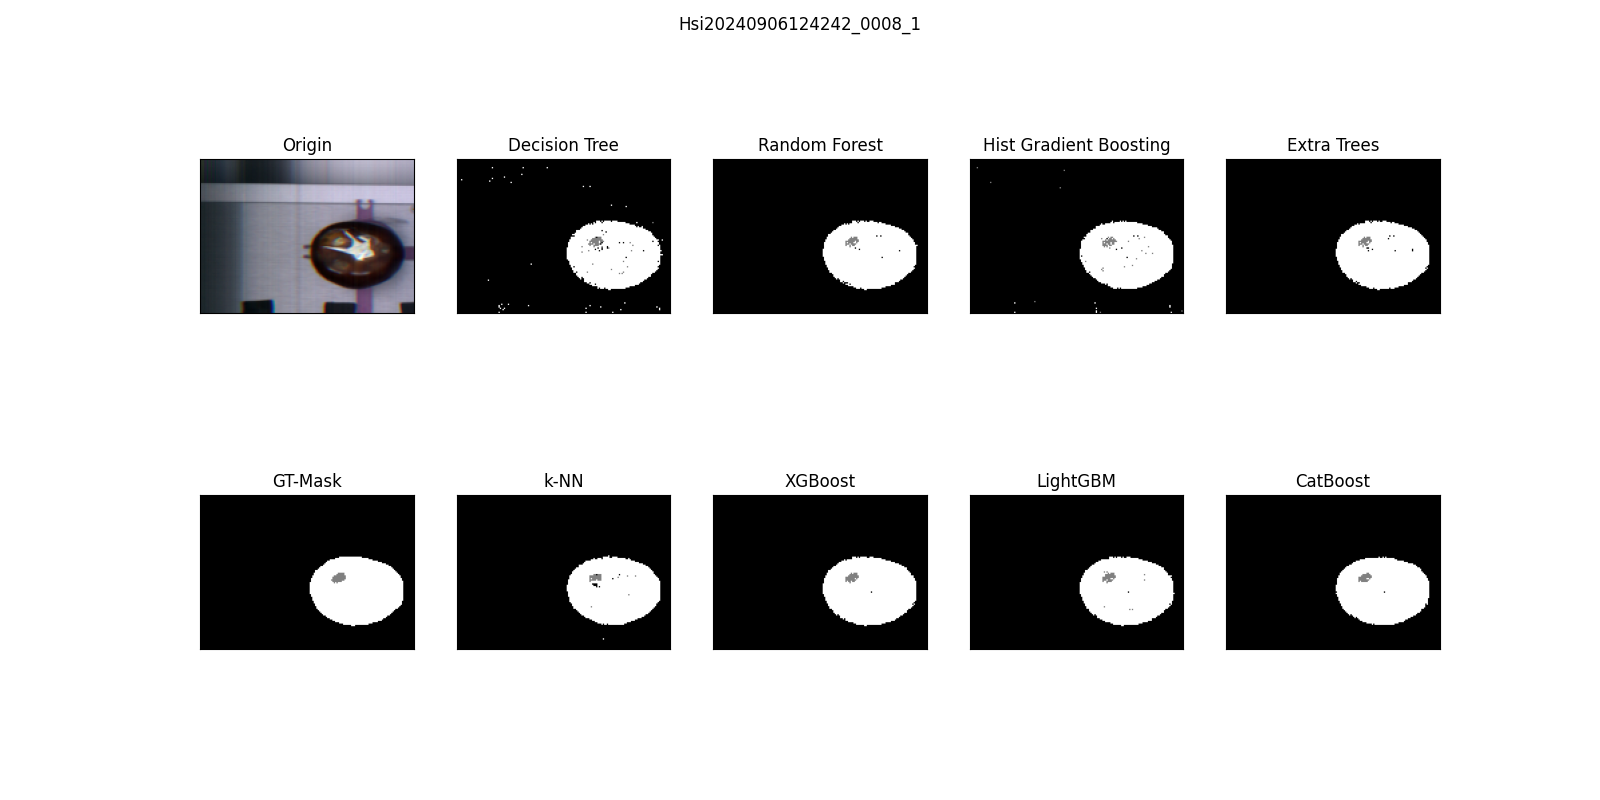 Hsi20240906124242_0008_1
Origin
Decision Tree
Random Forest
Hist Gradient Boosting
Extra Trees
GT-Mask
k-NN
XGBoost
LightGBM
CatBoost